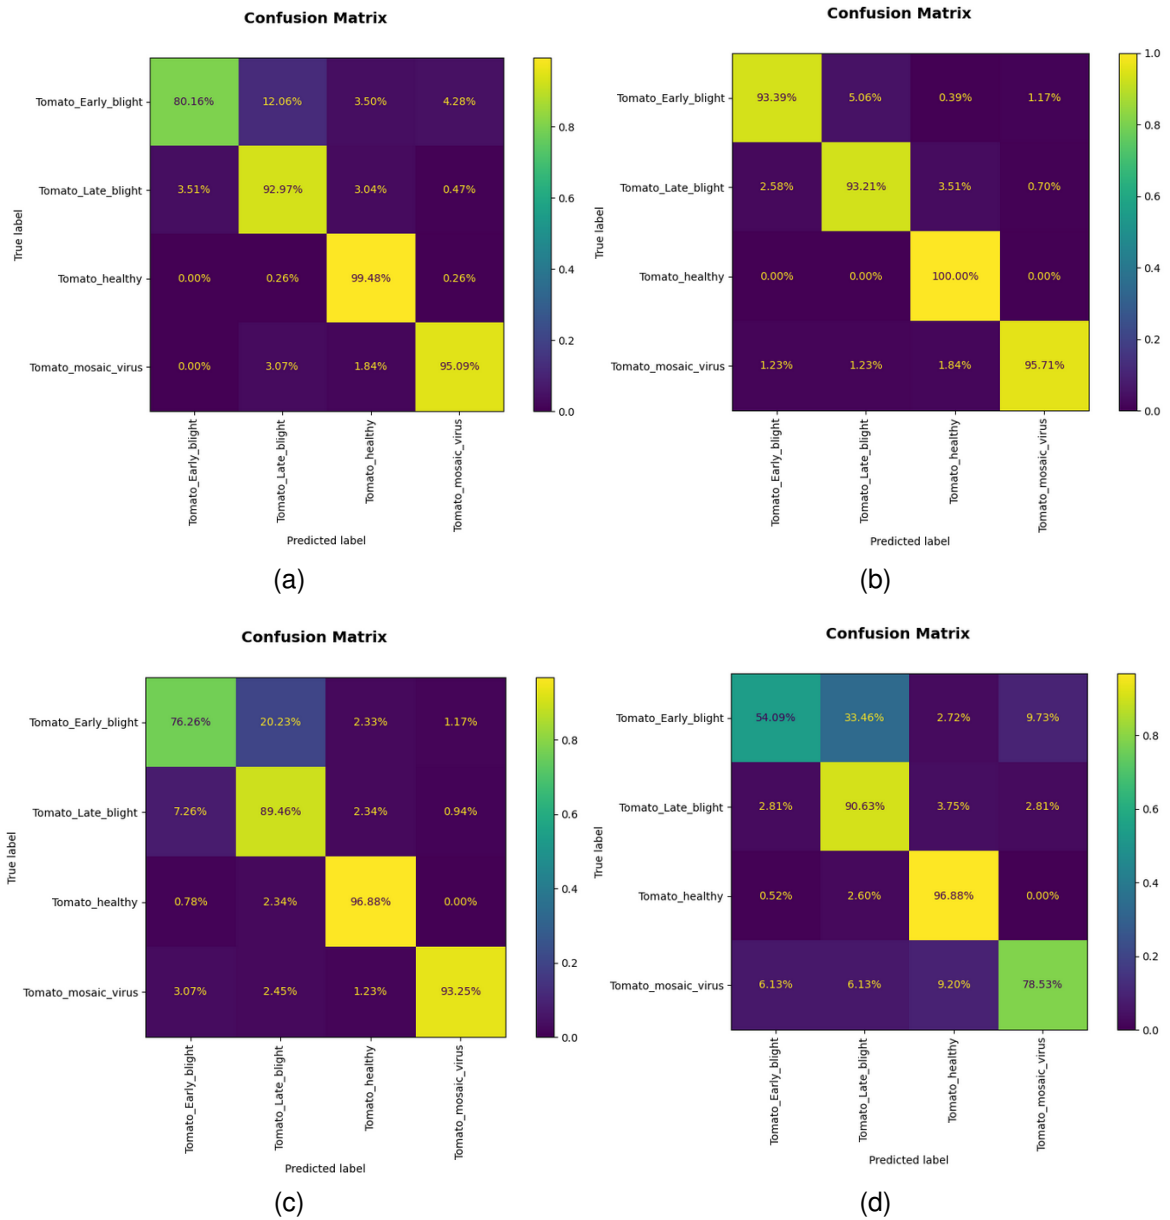 Confusion Matrix
Tomato_Early_blight 80.16% 12.06% 3.50% 4.28%
Tomato_Late_blight 3.51% 92.97% 3.04% 0.47%
Tomato_healthy 0.00% 0.26% 99.48% 0.26%
Tomato_mosaic_virus 0.00% 3.07% 1.84% 95.09%
True label
Tomato_Early_blight
Tomato_Late_blight
Tomato_healthy
Tomato_mosaic_virus
Predicted label
0.8
0.6
0.4
0.2
0.0
(a)
Confusion Matrix
Tomato_Early_blight 93.39% 5.06% 0.39% 1.17%
Tomato_Late_blight 2.58% 93.21% 3.51% 0.70%
Tomato_healthy 0.00% 0.00% 100.00% 0.00%
Tomato_mosaic_virus 1.23% 1.23% 1.84% 95.71%
True label
Tomato_Early_blight
Tomato_Late_blight
Tomato_healthy
Tomato_mosaic_virus
Predicted label
1.0
0.8
0.6
0.4
0.2
0.0
(b)
Confusion Matrix
Tomato_Early_blight 76.26% 20.23% 2.33% 1.17%
Tomato_Late_blight 7.26% 89.46% 2.34% 0.94%
Tomato_healthy 0.78% 2.34% 96.88% 0.00%
Tomato_mosaic_virus 3.07% 2.45% 1.23% 93.25%
True label
Tomato_Early_blight
Tomato_Late_blight
Tomato_healthy
Tomato_mosaic_virus
Predicted label
0.8
0.6
0.4
0.2
0.0
(c)
Confusion Matrix
Tomato_Early_blight 54.09% 33.46% 2.72% 9.73%
Tomato_Late_blight 2.81% 90.63% 3.75% 2.81%
Tomato_healthy 0.52% 2.60% 96.88% 0.00%
Tomato_mosaic_virus 6.13% 6.13% 9.20% 78.53%
True label
Tomato_Early_blight
Tomato_Late_blight
Tomato_healthy
Tomato_mosaic_virus
Predicted label
0.8
0.6
0.4
0.2
0.0
(d)